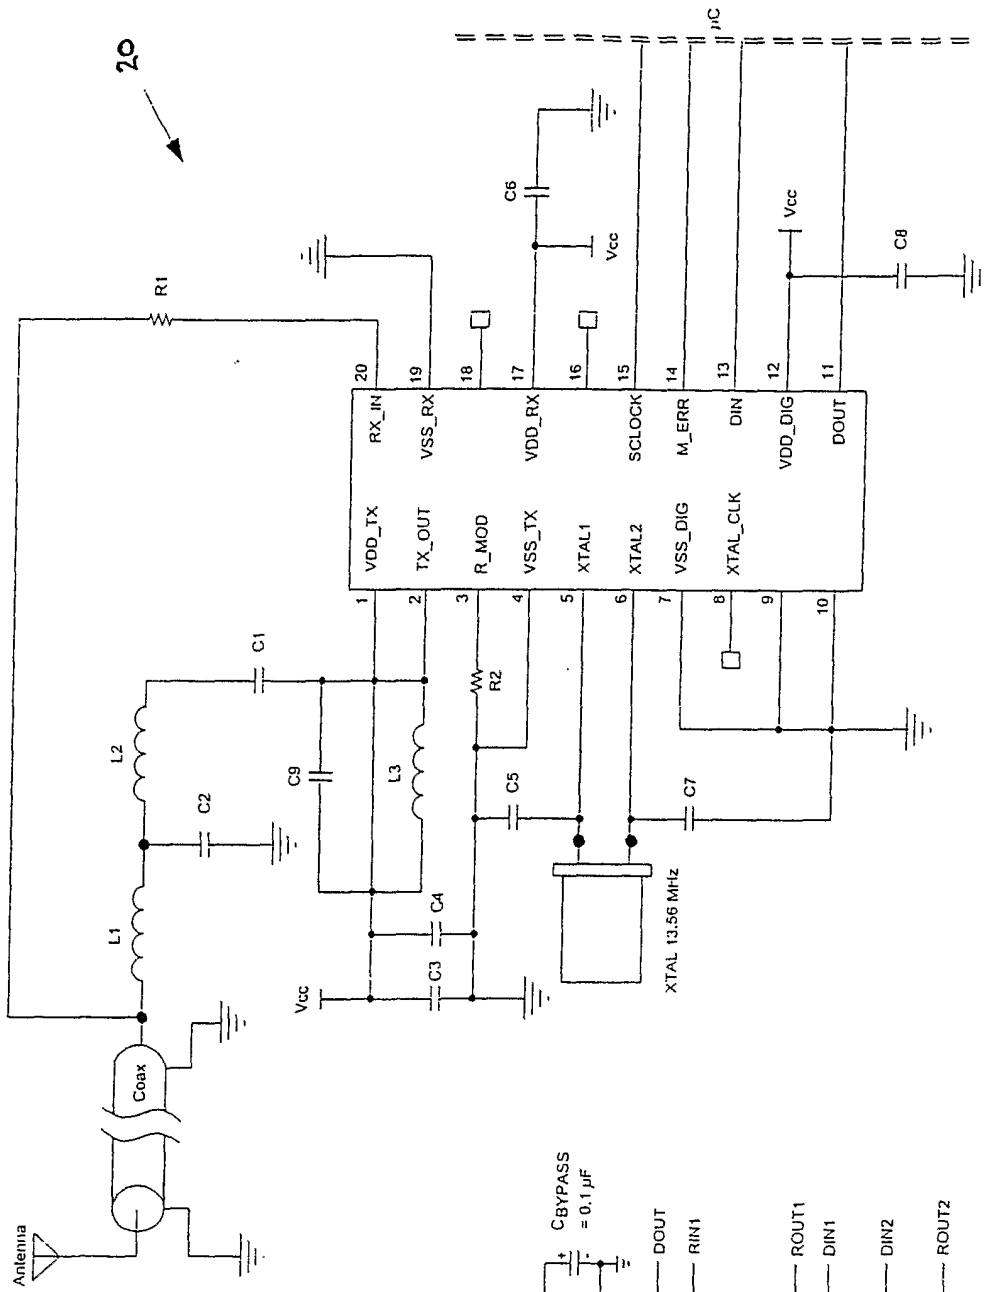 20
µC
C6
Vcc
Vcc
C8
R1
20
19
18
17
16
15
14
13
12
11
RX_IN
VSS_RX
VDD_RX
SCLOCK
M_ERR
DIN
VDD_DIG
DOUT
VDD_TX
TX_OUT
R_MOD
VSS_TX
XTAL1
XTAL2
VSS_DIG
XTAL_CLK
1
2
3
4
5
6
7
8
9
10
C1
L2
C2
C9
L3
R2
C5
C7
L1
C4
C3
Vcc
XTAL 13.56 MHz
Coax
Antenna
CBYPASS
= 0.1 µF
+
-
DOUT
RIN1
ROUT1
DIN1
DIN2
ROUT2